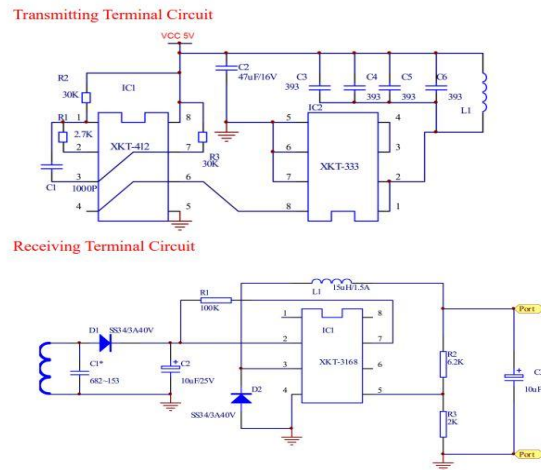 Transmitting Terminal Circuit
VCC 5V
R2
30K
IC1
C2
47uF/16V
C3
393
C4
393
C5
393
C6
393
L1
R1
2.7K
1
2
3
4
XKT-412
8
7
6
5
R3
30K
C1
1000P
IC2
5
6
7
8
XKT-333
4
3
2
1
Receiving Terminal Circuit
L1
15uH/1.5A
R1
100K
D1
SS34/3A40V
C1*
682~153
C2
10uF/25V
D2
SS34/3A40V
1
2
3
4
IC1
XKT-3168
8
7
6
5
R2
6.2K
R3
2K
Port
10uF
Port